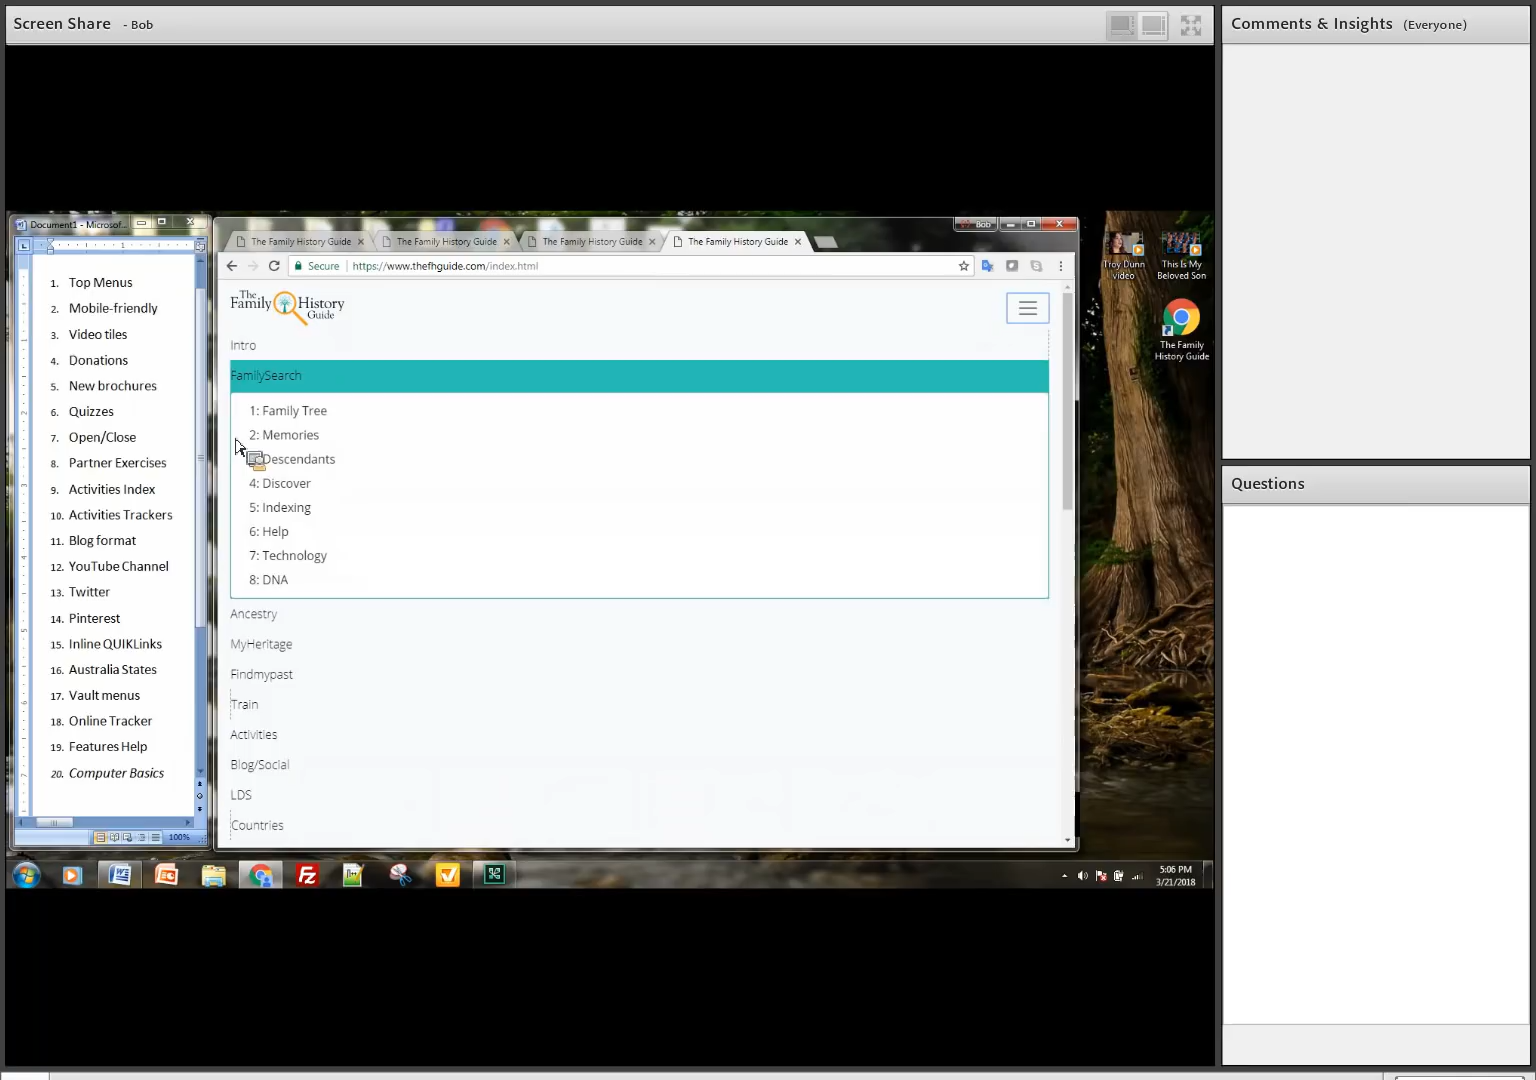 Screen Share - Bob
Comments & Insights (Everyone)
Questions
Document1 - Microsof...
1. Top Menus
2. Mobile-friendly
3. Video tiles
4. Donations
5. New brochures
6. Quizzes
7. Open/Close
8. Partner Exercises
9. Activities Index
10. Activities Trackers
11. Blog format
12. YouTube Channel
13. Twitter
14. Pinterest
15. Inline QUIKLinks
16. Australia States
17. Vault menus
18. Online Tracker
19. Features Help
20. Computer Basics
100%
Bob
The Family History Guide
The Family History Guide
The Family History Guide
The Family History Guide
Secure
https://www.thefhguide.com/index.html
The
Family History
Guide
Intro
FamilySearch
1: Family Tree
2: Memories
Descendants
4: Discover
5: Indexing
6: Help
7: Technology
8: DNA
Ancestry
MyHeritage
Findmypast
Train
Activities
Blog/Social
LDS
Countries
Troy Dunn
video
This Is My
Beloved Son
The Family
History Guide
5:06 PM
3/21/2018